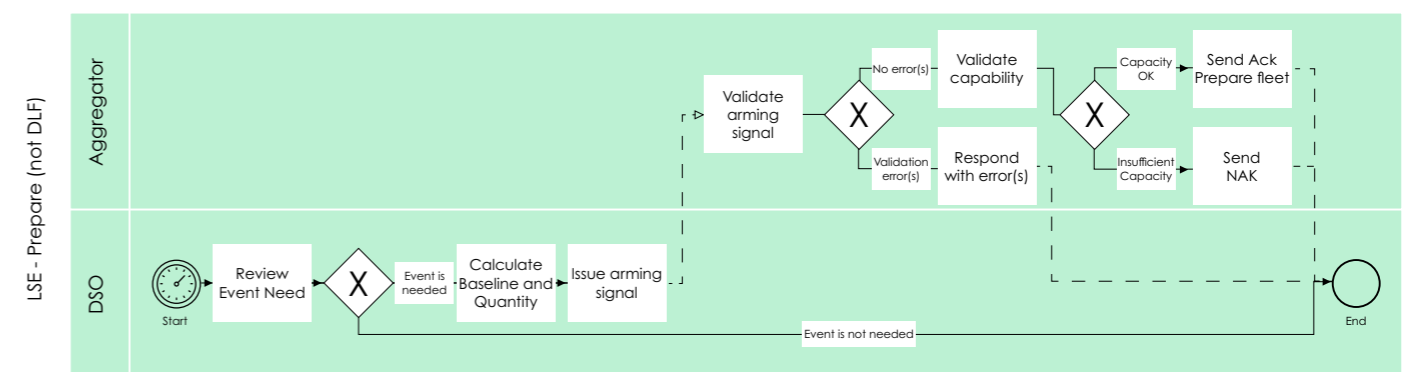 LSE - Prepare (not DLF)
Aggregator
Validate
arming
signal
X
No error(s)
Validate
capability
Validation
error(s)
Respond
with error(s)
X
Capacity
OK
Send Ack
Prepare fleet
Insufficient
Capacity
Send
NAK
DSO
Start
Review
Event Need
X
Event is
needed
Calculate
Baseline and
Quantity
Issue arming
signal
Event is not needed
End